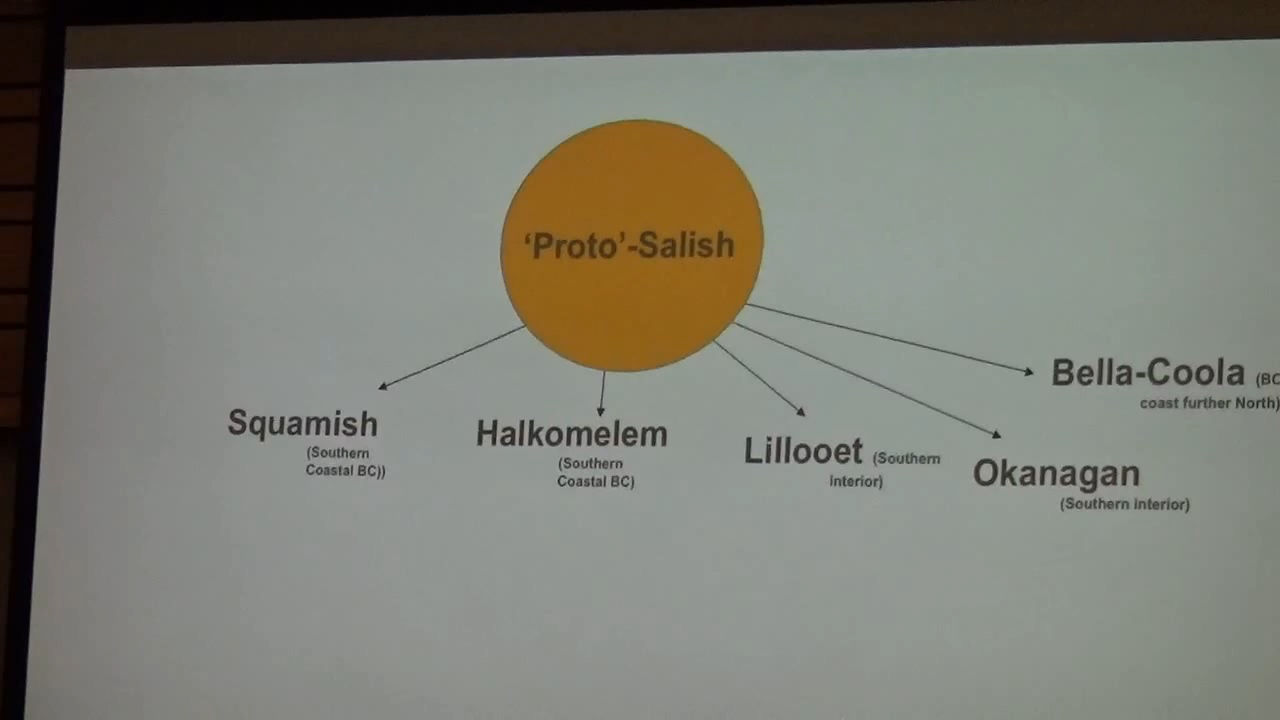 ‘Proto’-Salish
Squamish
(Southern
Coastal BC))
Halkomelem
(Southern
Coastal BC)
Lillooet (Southern
interior)
Okanagan
(Southern interior)
Bella-Coola (BC
coast further North)